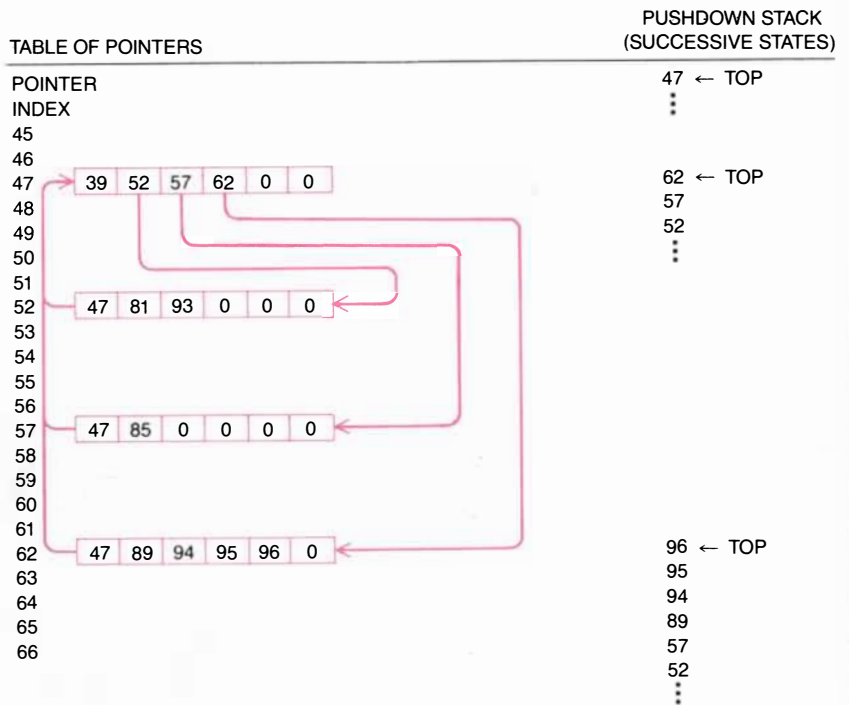 PUSHDOWN STACK
TABLE OF POINTERS (SUCCESSIVE STATES)
POINTER 47 ← TOP
INDEX ⋮
45
46
47 39 52 57 62 0 0 62 ← TOP
48 57
49 52
50 ⋮
51
52 47 81 93 0 0 0
53
54
55
56
57 47 85 0 0 0 0
58
59
60
61
62 47 89 94 95 96 0 96 ← TOP
63 95
64 94
65 89
66 57
52
⋮